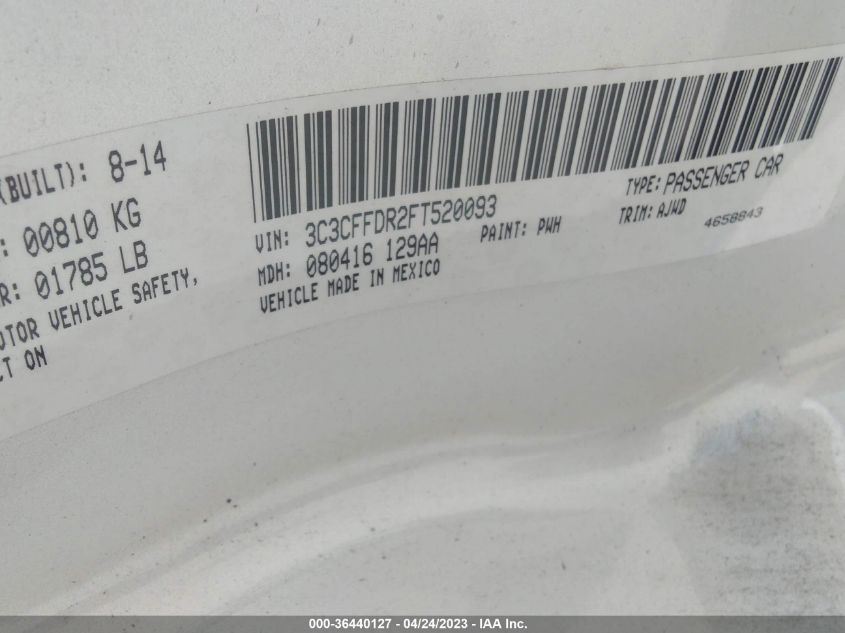 (BUILT): 8-14
: 00810 KG
R: 01785 LB
OTOR VEHICLE SAFETY,
CT ON
VIN: 3C3CFFDR2FT520093
TYPE: PASSENGER CAR
MDH: 080416 129AA
PAINT: PWH
TRIM: AJWD
4658843
VEHICLE MADE IN MEXICO
000-36440127 - 04/24/2023 - IAA Inc.